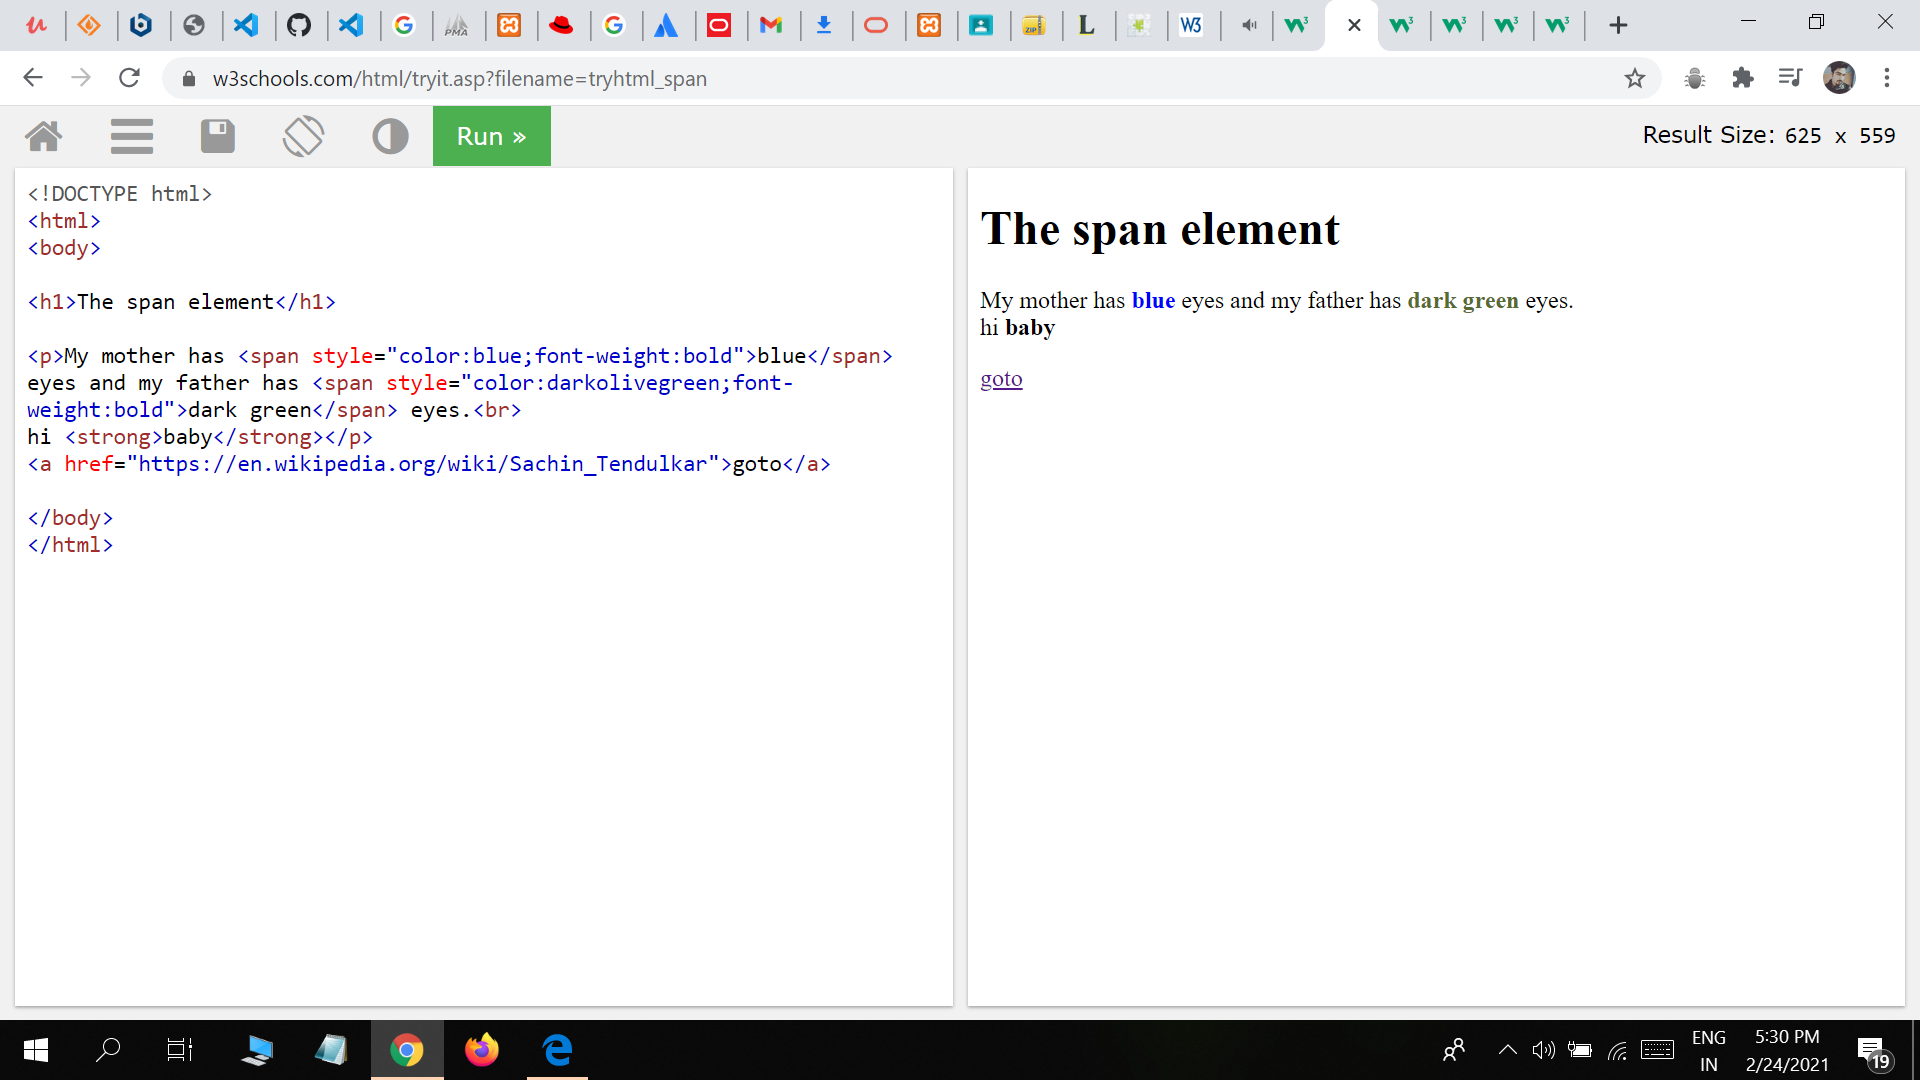 w3schools.com/html/tryit.asp?filename=tryhtml_span
Run »
Result Size: 625 x 559
<!DOCTYPE html>
<html>
<body>
<h1>The span element</h1>
<p>My mother has <span style="color:blue;font-weight:bold">blue</span>
eyes and my father has <span style="color:darkolivegreen;font-
weight:bold">dark green</span> eyes.<br>
hi <strong>baby</strong></p>
<a href="https://en.wikipedia.org/wiki/Sachin_Tendulkar">goto</a>
</body>
</html>
The span element
My mother has blue eyes and my father has dark green eyes.
hi baby
goto
PMA
ZIP
L
W3
ENG
IN
5:30 PM
2/24/2021
19